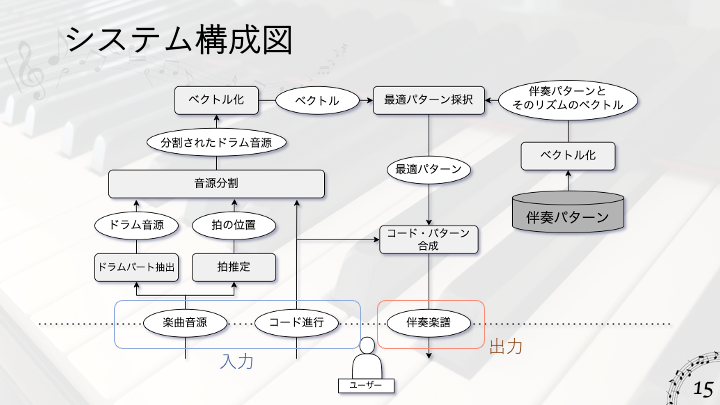 システム構成図
ベクトル化
ベクトル
最適パターン採択
伴奏パターンと
そのリズムのベクトル
分割されたドラム音源
ベクトル化
最適パターン
音源分割
伴奏パターン
ドラム音源
拍の位置
コード・パターン
合成
ドラムパート抽出
拍推定
楽曲音源
コード進行
伴奏楽譜
入力
出力
ユーザー
15